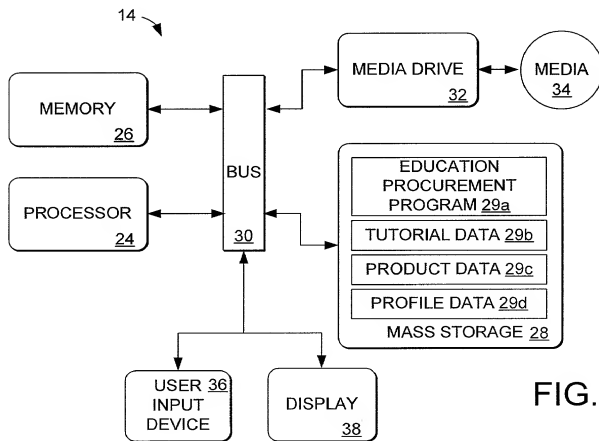 14
MEMORY
26
PROCESSOR
24
BUS
30
MEDIA DRIVE
32
MEDIA
34
EDUCATION
PROCUREMENT
PROGRAM 29a
TUTORIAL DATA 29b
PRODUCT DATA 29c
PROFILE DATA 29d
MASS STORAGE 28
USER 36
INPUT
DEVICE
DISPLAY
38
FIG.